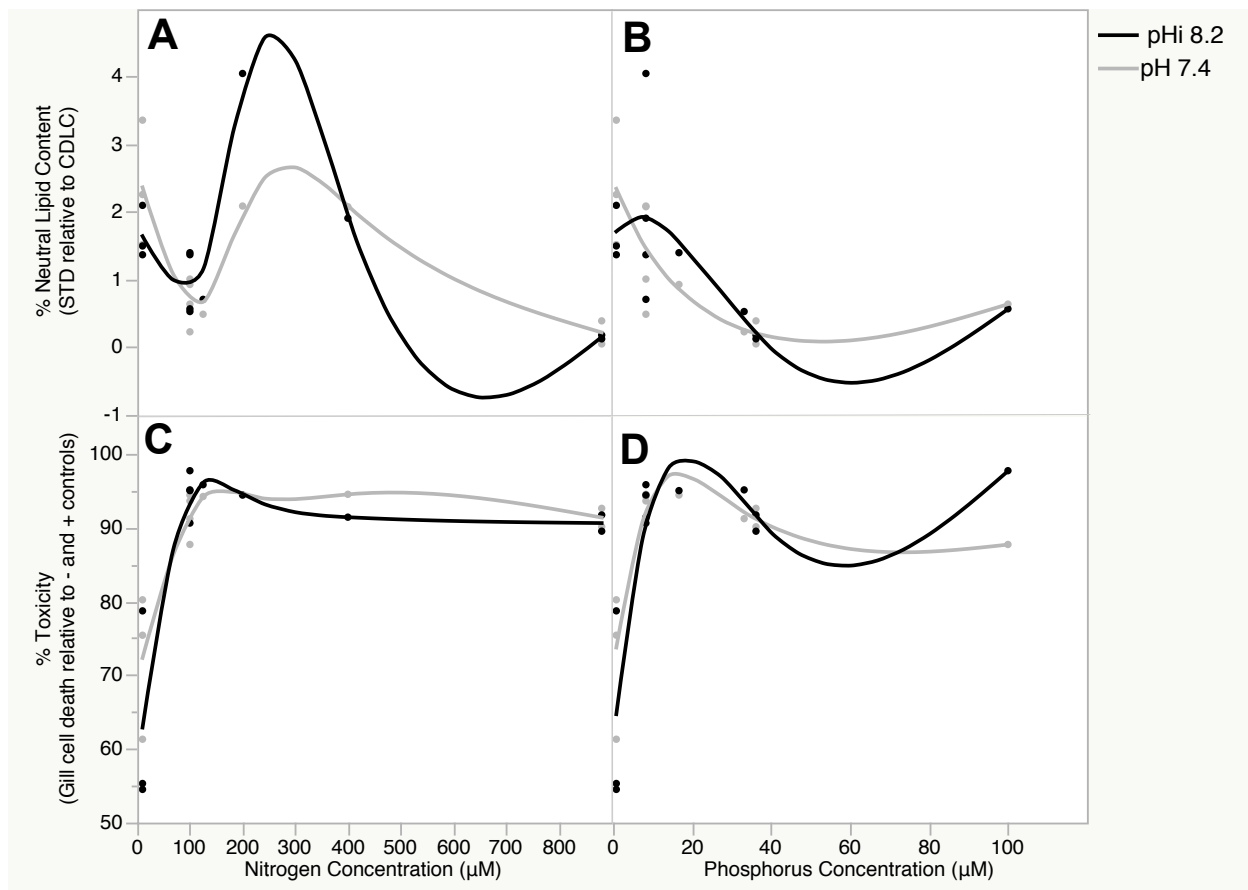 A
B
pHi 8.2
pH 7.4
% Neutral Lipid Content
(STD relative to CDLC)
4
3
2
1
0
-1
C
D
% Toxicity
(Gill cell death relative to - and + controls)
100
90
80
70
60
50
0 100 200 300 400 500 600 700 800
0 20 40 60 80 100
Nitrogen Concentration (µM)
Phosphorus Concentration (µM)